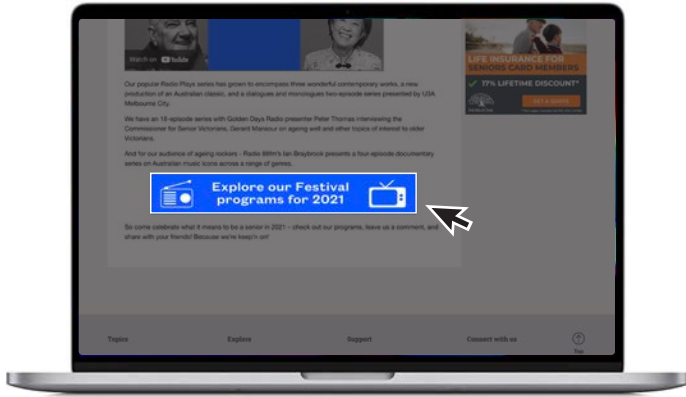 Watch on YouTube
Our popular Radio Plays series has grown to encompass three wonderful contemporary works, a new
production of an Australian classic, and a dialogues and monologues two-episode series presented by U3A
Melbourne City.
We have an 18-episode series with Golden Days Radio presenter Peter Thomas interviewing the
Commissioner for Senior Victorians, Gerard Mansour on ageing well and other topics of interest to older
Victorians.
And for our audience of ageing rockers - Radio 88fm's Ian Braybrook presents a four-episode documentary
series on Australian music icons across a range of genres.
Explore our Festival
programs for 2021
So come celebrate what it means to be a senior in 2021 – check out our programs, leave us a comment, and
share with your friends! Because we're keep'n on!
LIFE INSURANCE FOR
SENIORS CARD MEMBERS
17% LIFETIME DISCOUNT*
GET A QUOTE
Topics
Explore
Support
Connect with us
Top